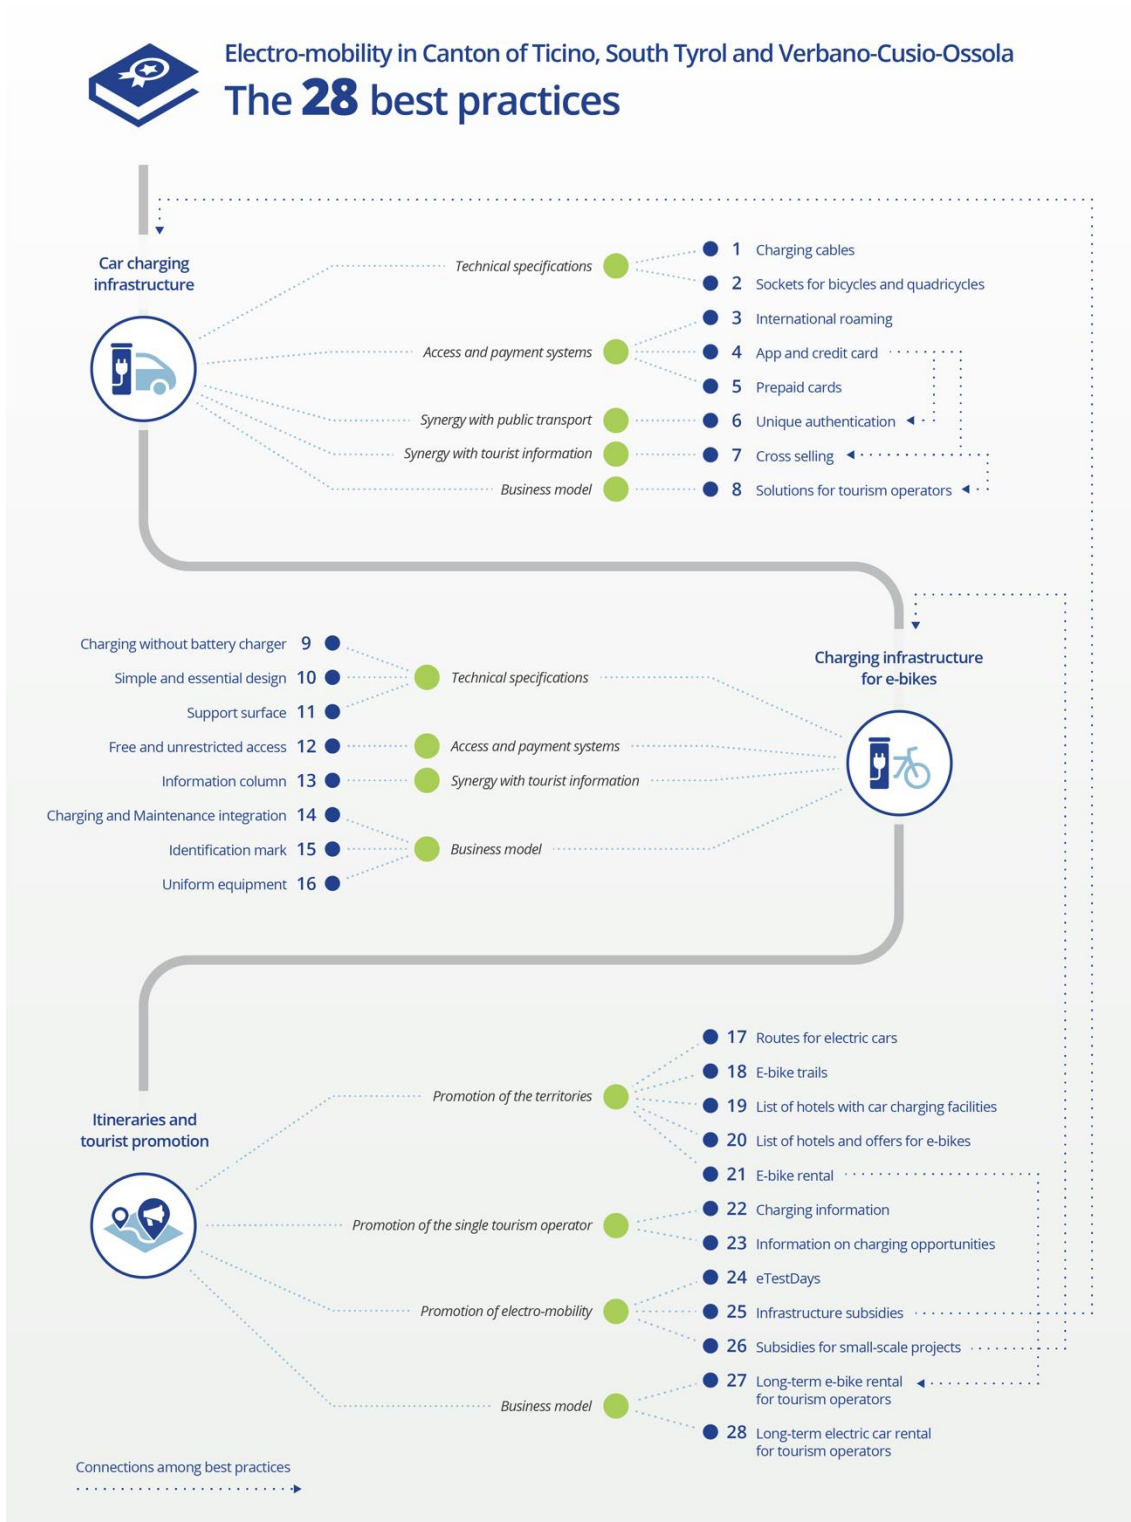 Electro-mobility in Canton of Ticino, South Tyrol and Verbano-Cusio-Ossola
The 28 best practices
Car charging
infrastructure
Technical specifications
1 Charging cables
2 Sockets for bicycles and quadricycles
Access and payment systems
3 International roaming
4 App and credit card
5 Prepaid cards
Synergy with public transport
6 Unique authentication
Synergy with tourist information
7 Cross selling
Business model
8 Solutions for tourism operators
Charging infrastructure
for e-bikes
Charging without battery charger 9
Simple and essential design 10
Support surface 11
Technical specifications
Free and unrestricted access 12
Access and payment systems
Information column 13
Synergy with tourist information
Charging and Maintenance integration 14
Identification mark 15
Uniform equipment 16
Business model
Itineraries and
tourist promotion
Promotion of the territories
17 Routes for electric cars
18 E-bike trails
19 List of hotels with car charging facilities
20 List of hotels and offers for e-bikes
21 E-bike rental
Promotion of the single tourism operator
22 Charging information
23 Information on charging opportunities
Promotion of electro-mobility
24 eTestDays
25 Infrastructure subsidies
26 Subsidies for small-scale projects
Business model
27 Long-term e-bike rental
for tourism operators
28 Long-term electric car rental
for tourism operators
Connections among best practices